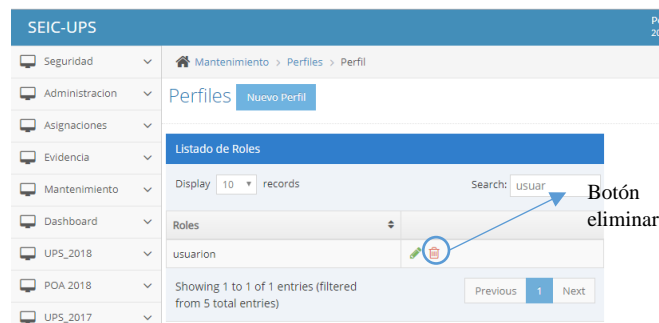 SEIC-UPS
Seguridad
Administracion
Asignaciones
Evidencia
Mantenimiento
Dashboard
UPS_2018
POA 2018
UPS_2017
Mantenimiento > Perfiles > Perfil
Perfiles Nuevo Perfil
Listado de Roles
Display 10 records Search: usuar
Roles
usuarion
Showing 1 to 1 of 1 entries (filtered
from 5 total entries)
Previous 1 Next
Botón
eliminar